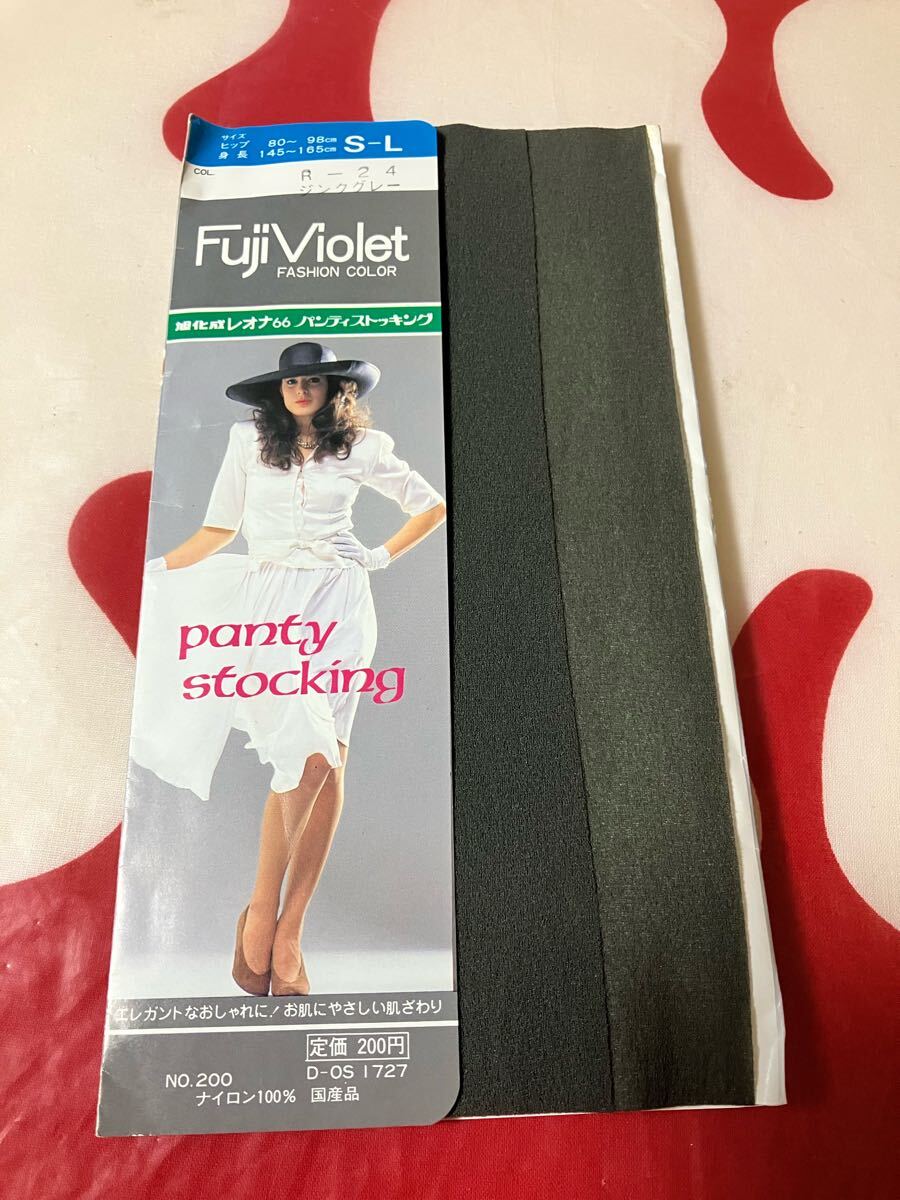 サイズ
ヒップ 80～98cm S-L
身長 145～165cm
COL. R-24
ジンクグレー
FujiViolet
FASHION COLOR
旭化成レオナ66 パンティストッキング
panty
stocking
エレガントなおしゃれに!お肌にやさしい肌ざわり
定価 200円
NO.200 D-OS 1727
ナイロン100% 国産品